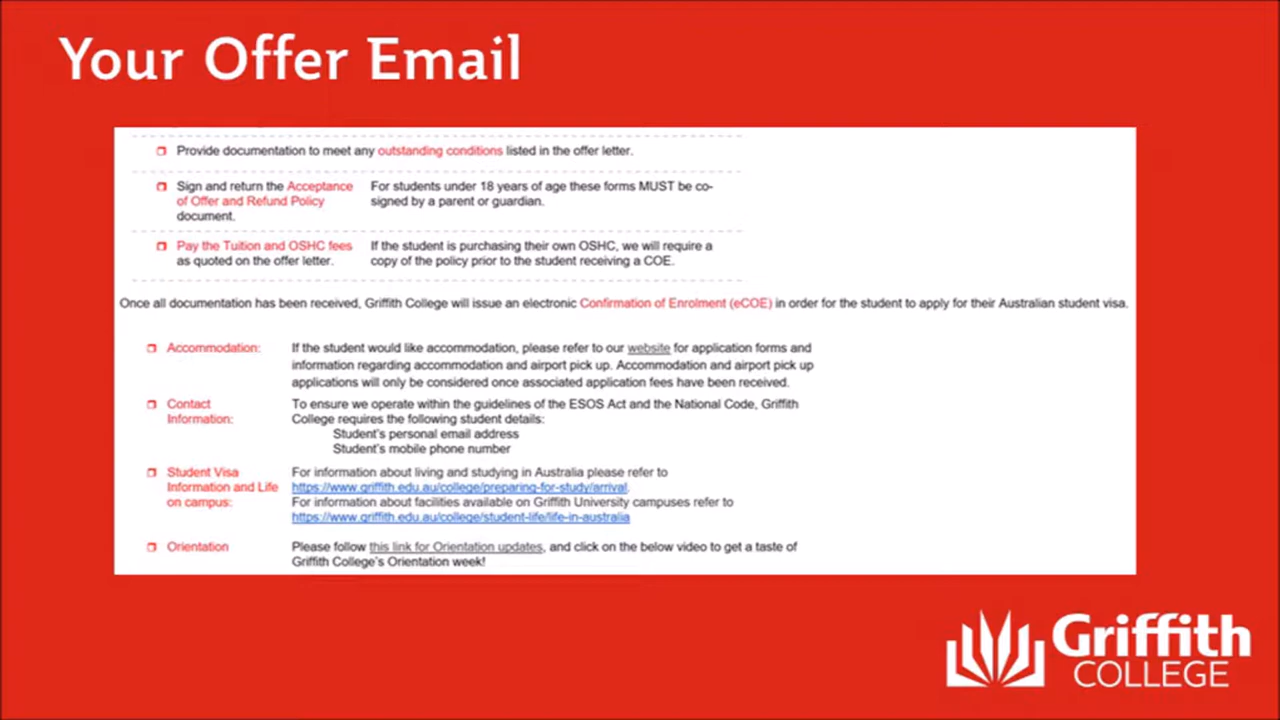 Your Offer Email
Provide documentation to meet any outstanding conditions listed in the offer letter.
Sign and return the Acceptance
of Offer and Refund Policy
document.
For students under 18 years of age these forms MUST be co-
signed by a parent or guardian.
Pay the Tuition and OSHC fees
as quoted on the offer letter.
If the student is purchasing their own OSHC, we will require a
copy of the policy prior to the student receiving a COE.
Once all documentation has been received, Griffith College will issue an electronic Confirmation of Enrolment (eCOE) in order for the student to apply for their Australian student visa.
Accommodation:
If the student would like accommodation, please refer to our website for application forms and
information regarding accommodation and airport pick up. Accommodation and airport pick up
applications will only be considered once associated application fees have been received.
Contact
Information:
To ensure we operate within the guidelines of the ESOS Act and the National Code, Griffith
College requires the following student details:
Student's personal email address
Student's mobile phone number
Student Visa
Information and Life
on campus:
For information about living and studying in Australia please refer to
https://www.griffith.edu.au/college/preparing-for-study/arrival.
For information about facilities available on Griffith University campuses refer to
https://www.griffith.edu.au/college/student-life/life-in-australia
Orientation
Please follow this link for Orientation updates, and click on the below video to get a taste of
Griffith College's Orientation week!
Griffith
COLLEGE